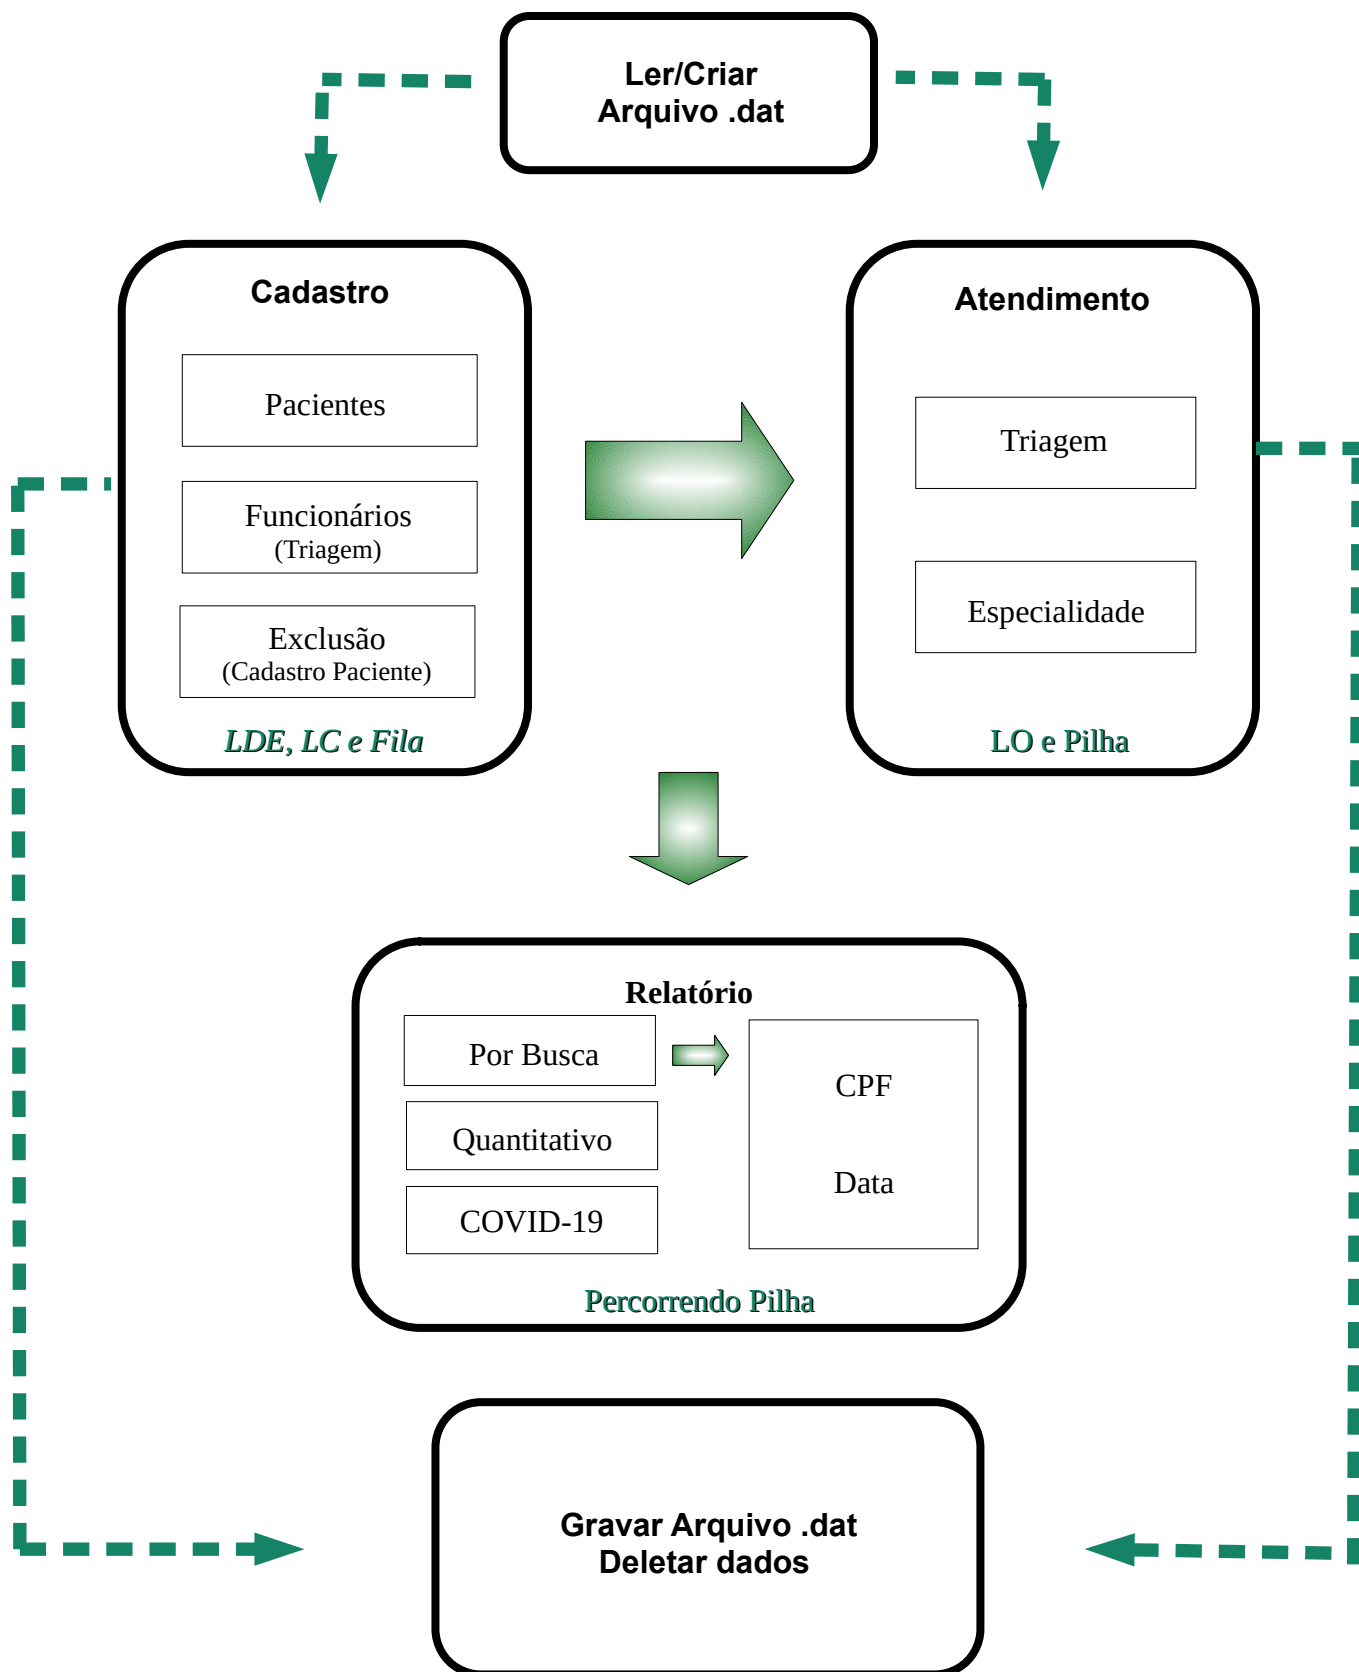 Ler/Criar
Arquivo .dat
Cadastro
Pacientes
Funcionários
(Triagem)
Exclusão
(Cadastro Paciente)
LDE, LC e Fila
Atendimento
Triagem
Especialidade
LO e Pilha
Relatório
Por Busca
Quantitativo
COVID-19
CPF
Data
Percorrendo Pilha
Gravar Arquivo .dat
Deletar dados